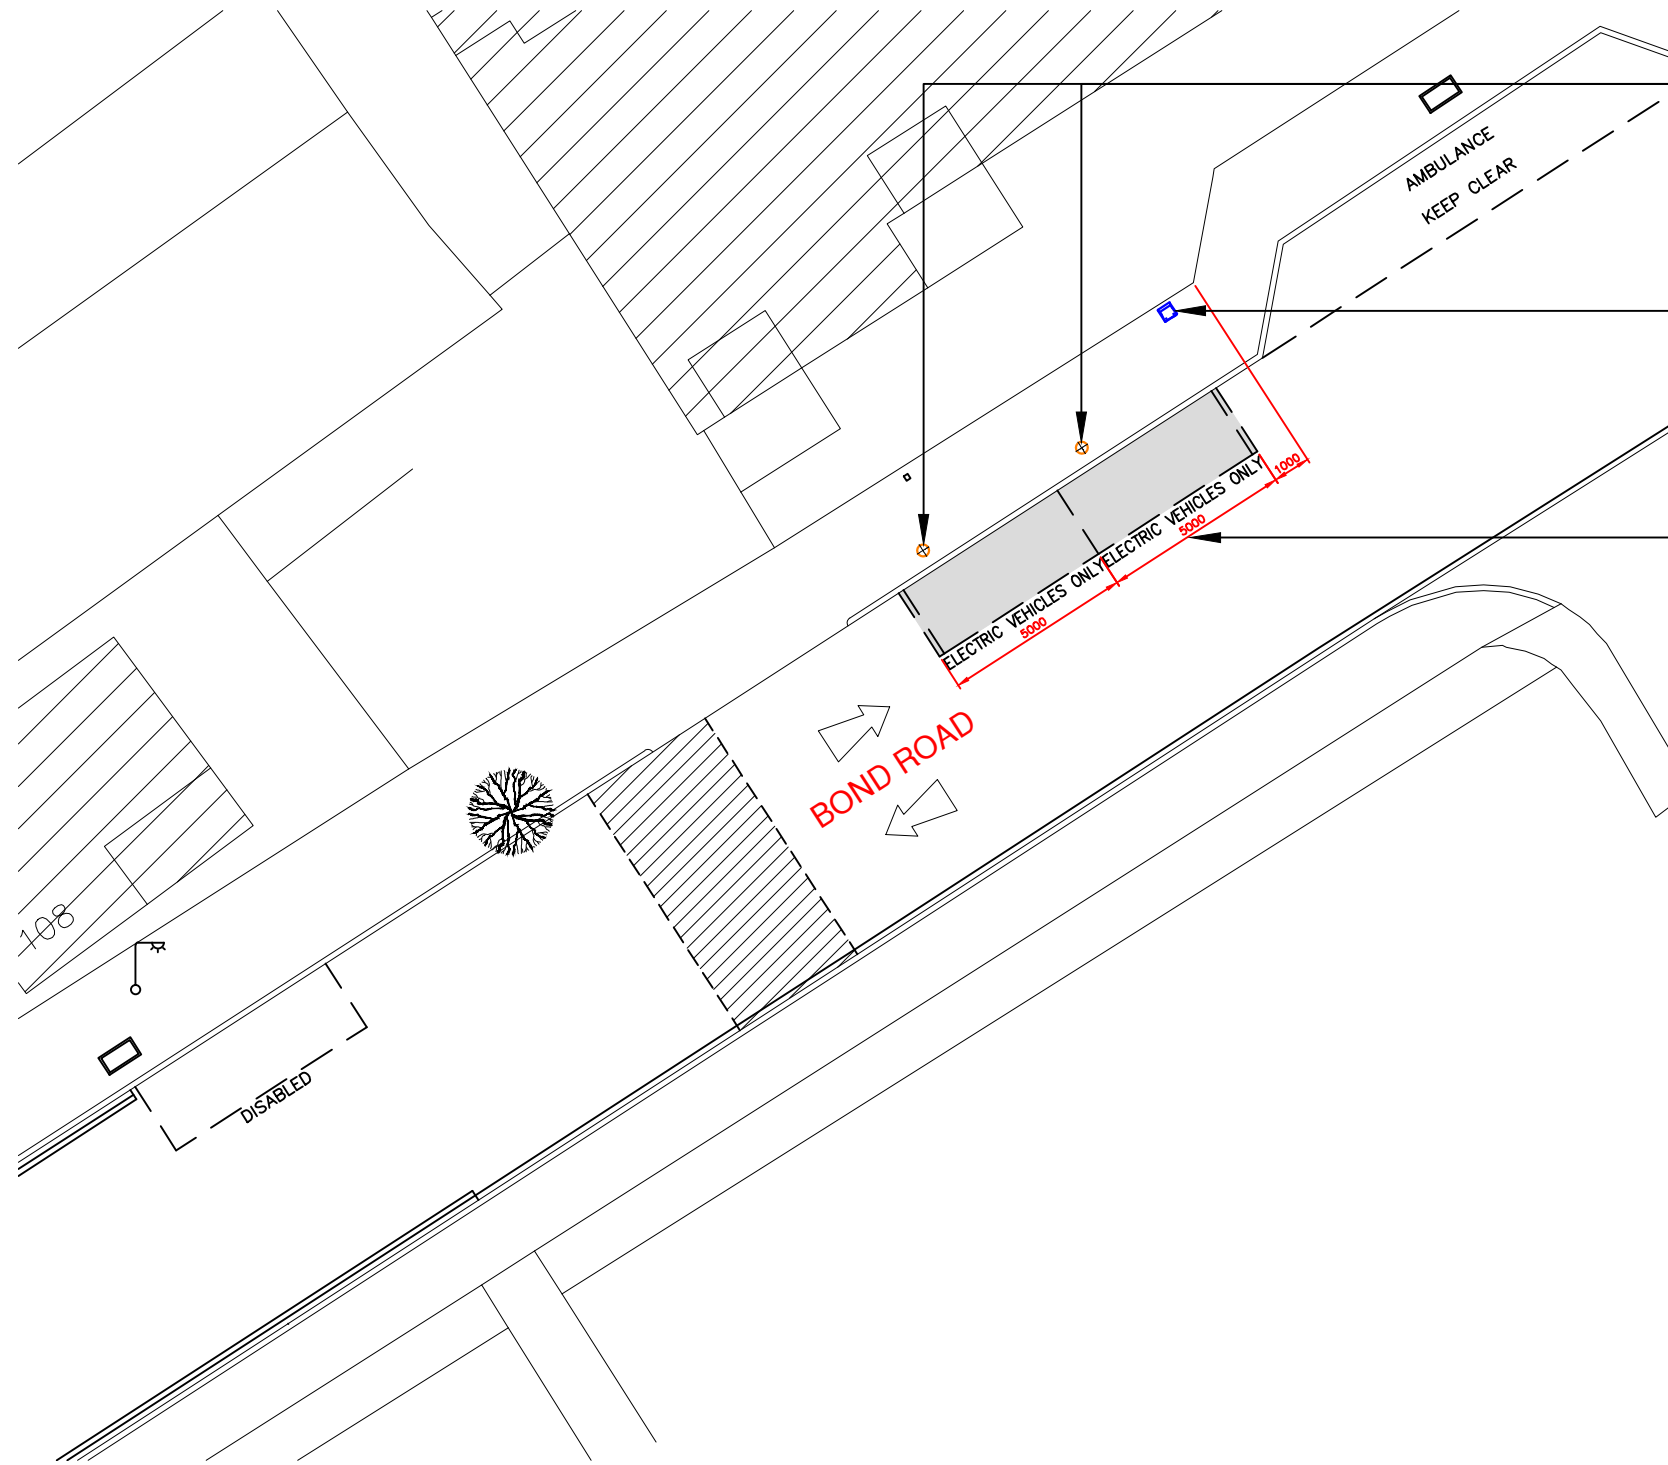 AMBULANCE
KEEP CLEAR
1000
ELECTRIC VEHICLES ONLY
5000
ELECTRIC VEHICLES ONLY
5000
BOND ROAD
108
DISABLED